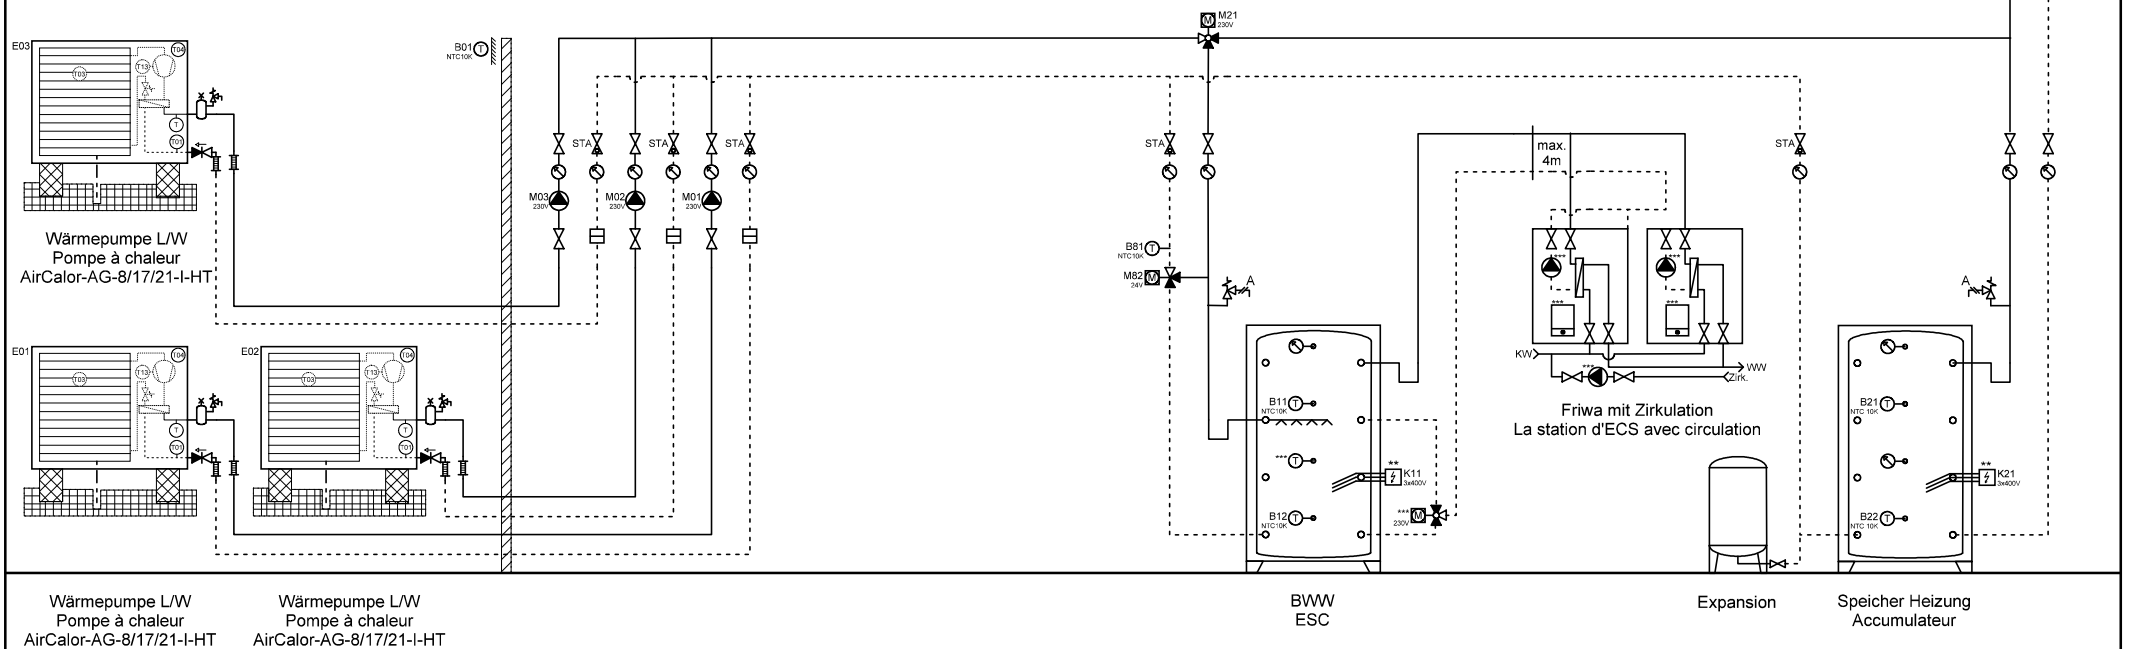 M21
230V
E03
T04
T03
T13
T
T01
B01
T
NTC10K
M
STA
STA
STA
STA
STA
max.
4m
M03
230V
M02
230V
M01
230V
Wärmepumpe L/W
Pompe à chaleur
AirCalor-AG-8/17/21-I-HT
B81
T
NTC10K
M82
M
24V
A
A
***
***
***
***
E01
T04
T03
T13
T
T01
E02
T04
T03
T13
T
T01
KW
WW
***
Zirk.
Friwa mit Zirkulation
La station d'ECS avec circulation
B11
T
NTC10K
***
T
**
K11
3x400V
B12
T
NTC10K
***
M
230V
B21
T
NTC 10K
**
K21
3x400V
B22
T
NTC 10K
Wärmepumpe L/W
Pompe à chaleur
AirCalor-AG-8/17/21-I-HT
Wärmepumpe L/W
Pompe à chaleur
AirCalor-AG-8/17/21-I-HT
BWW
ESC
Expansion
Speicher Heizung
Accumulateur